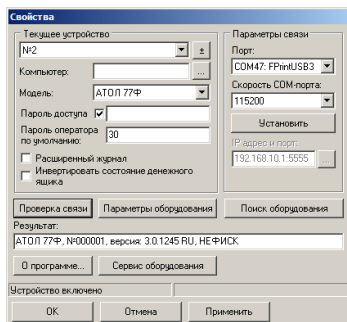 Свойства
Текущее устройство
№2
±
Компьютер:
...
Модель: АТОЛ 77Ф
Пароль доступа
Пароль оператора
по умолчанию: 30
Расширенный журнал
Инвертировать состояние денежного
ящика
Параметры связи
Порт:
COM47: FPrintUSB3
Скорость COM-порта:
115200
Установить
IP адрес и порт:
192.168.10.1:5555 ...
Проверка связи Параметры оборудования Поиск оборудования
Результат:
АТОЛ 77Ф, №000001, версия: 3.0.1245 RU, НЕФИСК
О программе... Сервис оборудования
Устройство включено
ОК Отмена Применить